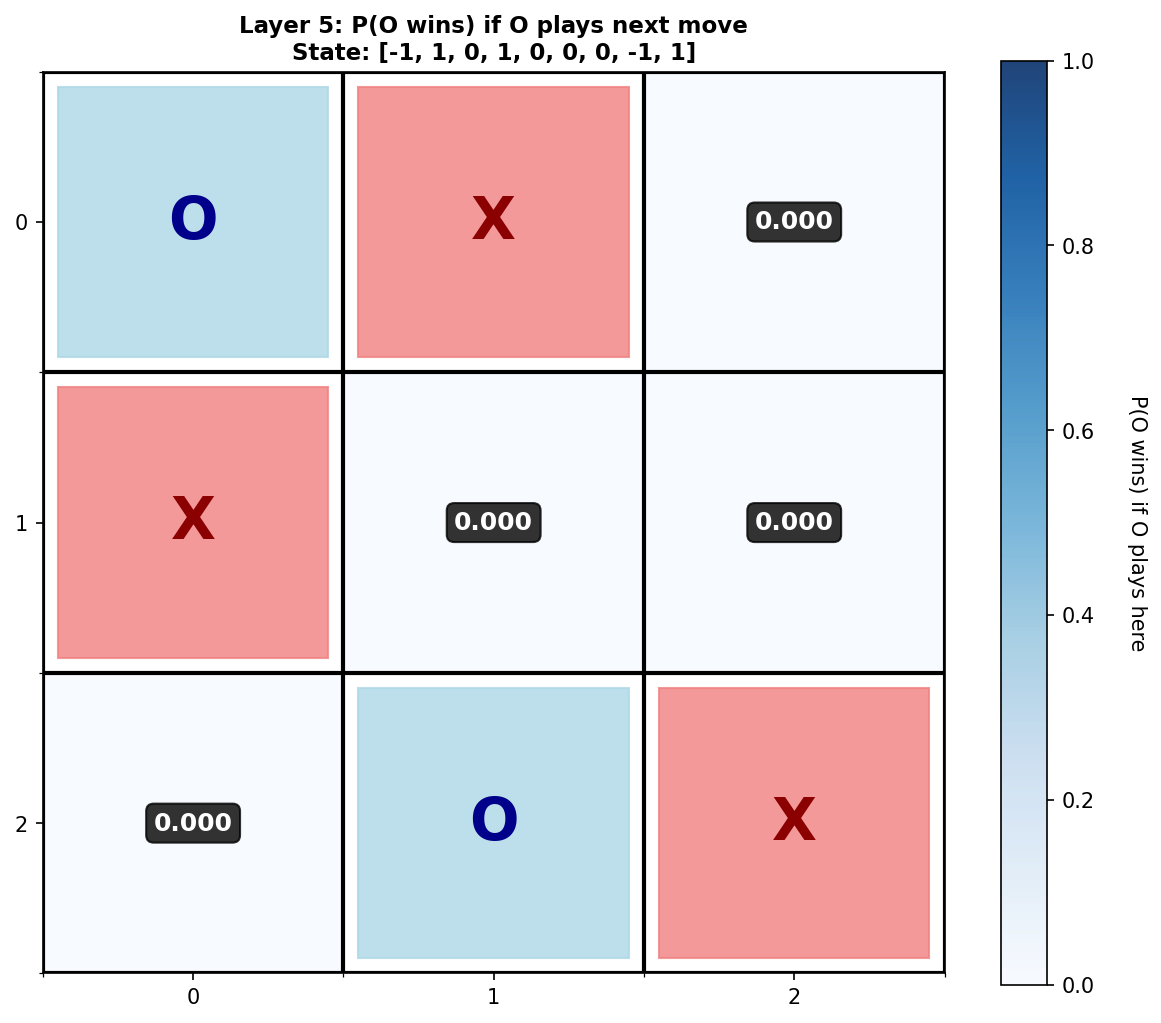 Layer 5: P(O wins) if O plays next move
State: [-1, 1, 0, 1, 0, 0, 0, -1, 1]
O X 0.000
X 0.000 0.000
0.000 O X
0
1
2
0 1 2
1.0
0.8
0.6
0.4
0.2
0.0
P(O wins) if O plays here